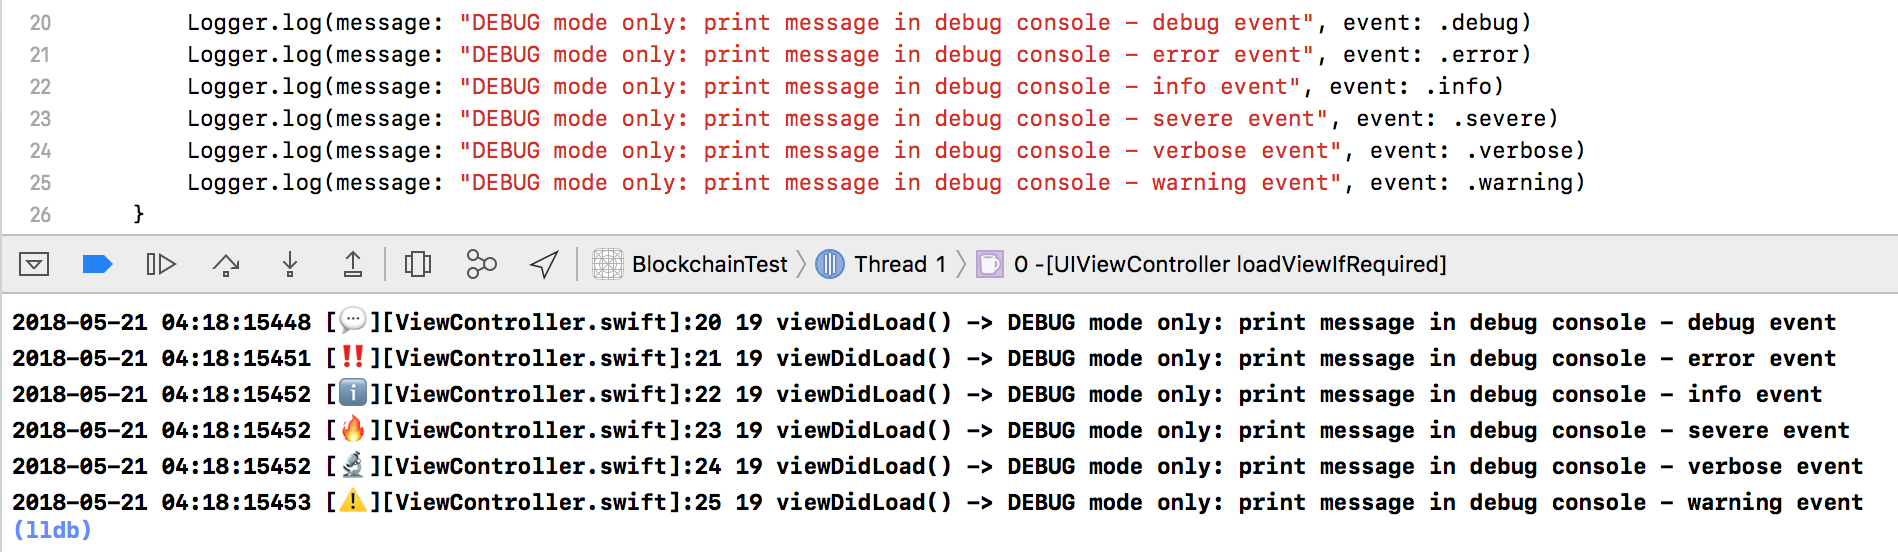 20 Logger.log(message: "DEBUG mode only: print message in debug console - debug event", event: .debug)
21 Logger.log(message: "DEBUG mode only: print message in debug console - error event", event: .error)
22 Logger.log(message: "DEBUG mode only: print message in debug console - info event", event: .info)
23 Logger.log(message: "DEBUG mode only: print message in debug console - severe event", event: .severe)
24 Logger.log(message: "DEBUG mode only: print message in debug console - verbose event", event: .verbose)
25 Logger.log(message: "DEBUG mode only: print message in debug console - warning event", event: .warning)
26 }
BlockchainTest Thread 1 0 -[UIViewController loadViewIfRequired]
2018-05-21 04:18:15448 [💬][ViewController.swift]:20 19 viewDidLoad() -> DEBUG mode only: print message in debug console - debug event
2018-05-21 04:18:15451 [‼️][ViewController.swift]:21 19 viewDidLoad() -> DEBUG mode only: print message in debug console - error event
2018-05-21 04:18:15452 [ℹ️][ViewController.swift]:22 19 viewDidLoad() -> DEBUG mode only: print message in debug console - info event
2018-05-21 04:18:15452 [🔥][ViewController.swift]:23 19 viewDidLoad() -> DEBUG mode only: print message in debug console - severe event
2018-05-21 04:18:15452 [🔬][ViewController.swift]:24 19 viewDidLoad() -> DEBUG mode only: print message in debug console - verbose event
2018-05-21 04:18:15453 [⚠️][ViewController.swift]:25 19 viewDidLoad() -> DEBUG mode only: print message in debug console - warning event
(lldb)